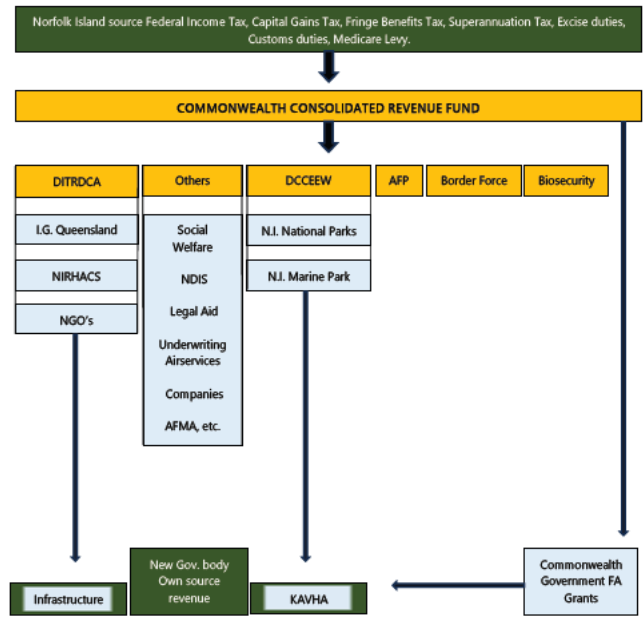 Norfolk Island source Federal Income Tax, Capital Gains Tax, Fringe Benefits Tax, Superannuation Tax, Excise duties,
Customs duties, Medicare Levy.
COMMONWEALTH CONSOLIDATED REVENUE FUND
DITRDCA
Others
DCCEEW
AFP
Border Force
Biosecurity
I.G. Queensland
NIRHACS
NGO's
Social
Welfare
NDIS
Legal Aid
Underwriting
Airservices
Companies
AFMA, etc.
N.I. National Parks
N.I. Marine Park
Infrastructure
New Gov. body
Own source
revenue
KAVHA
Commonwealth
Government FA
Grants